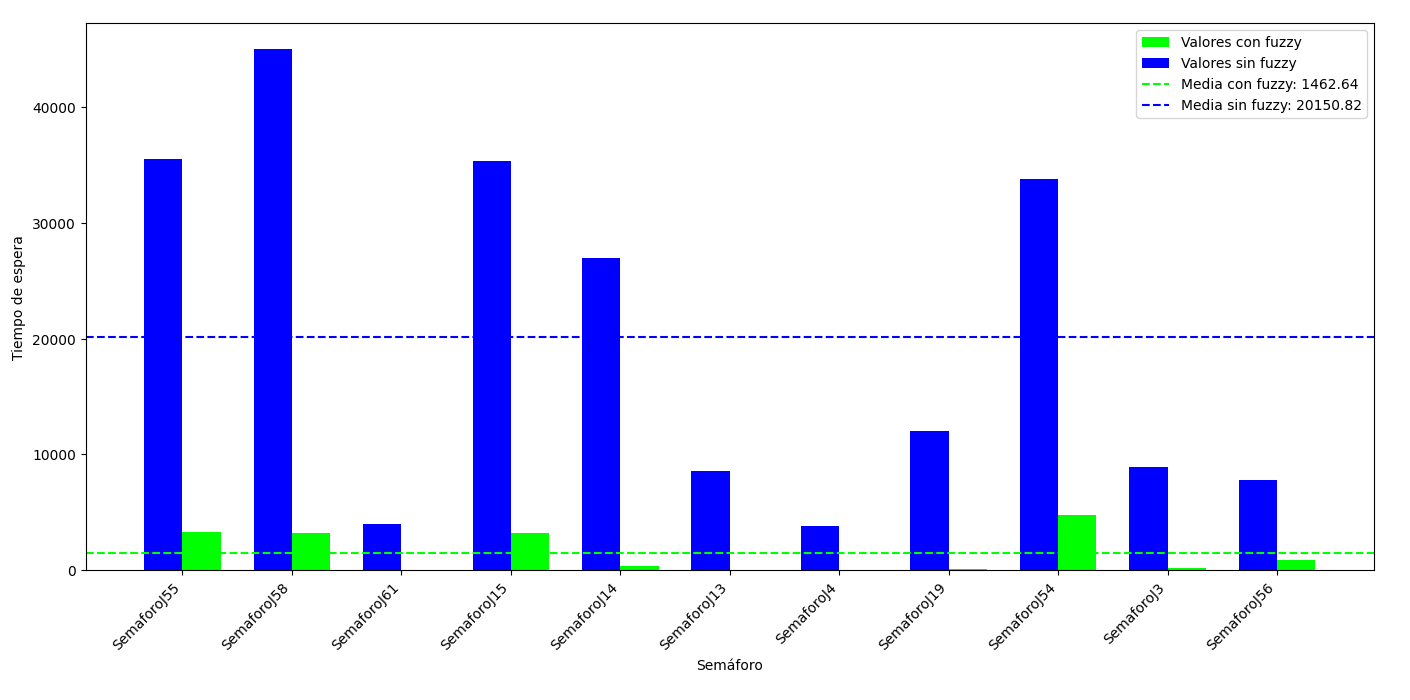 Valores con fuzzy
Valores sin fuzzy
Media con fuzzy: 1462.64
Media sin fuzzy: 20150.82
Tiempo de espera
40000
30000
20000
10000
0
SemaforoJ55
SemaforoJ58
SemaforoJ61
SemaforoJ15
SemaforoJ14
SemaforoJ13
SemaforoJ4
SemaforoJ19
SemaforoJ54
SemaforoJ3
SemaforoJ56
Semáforo